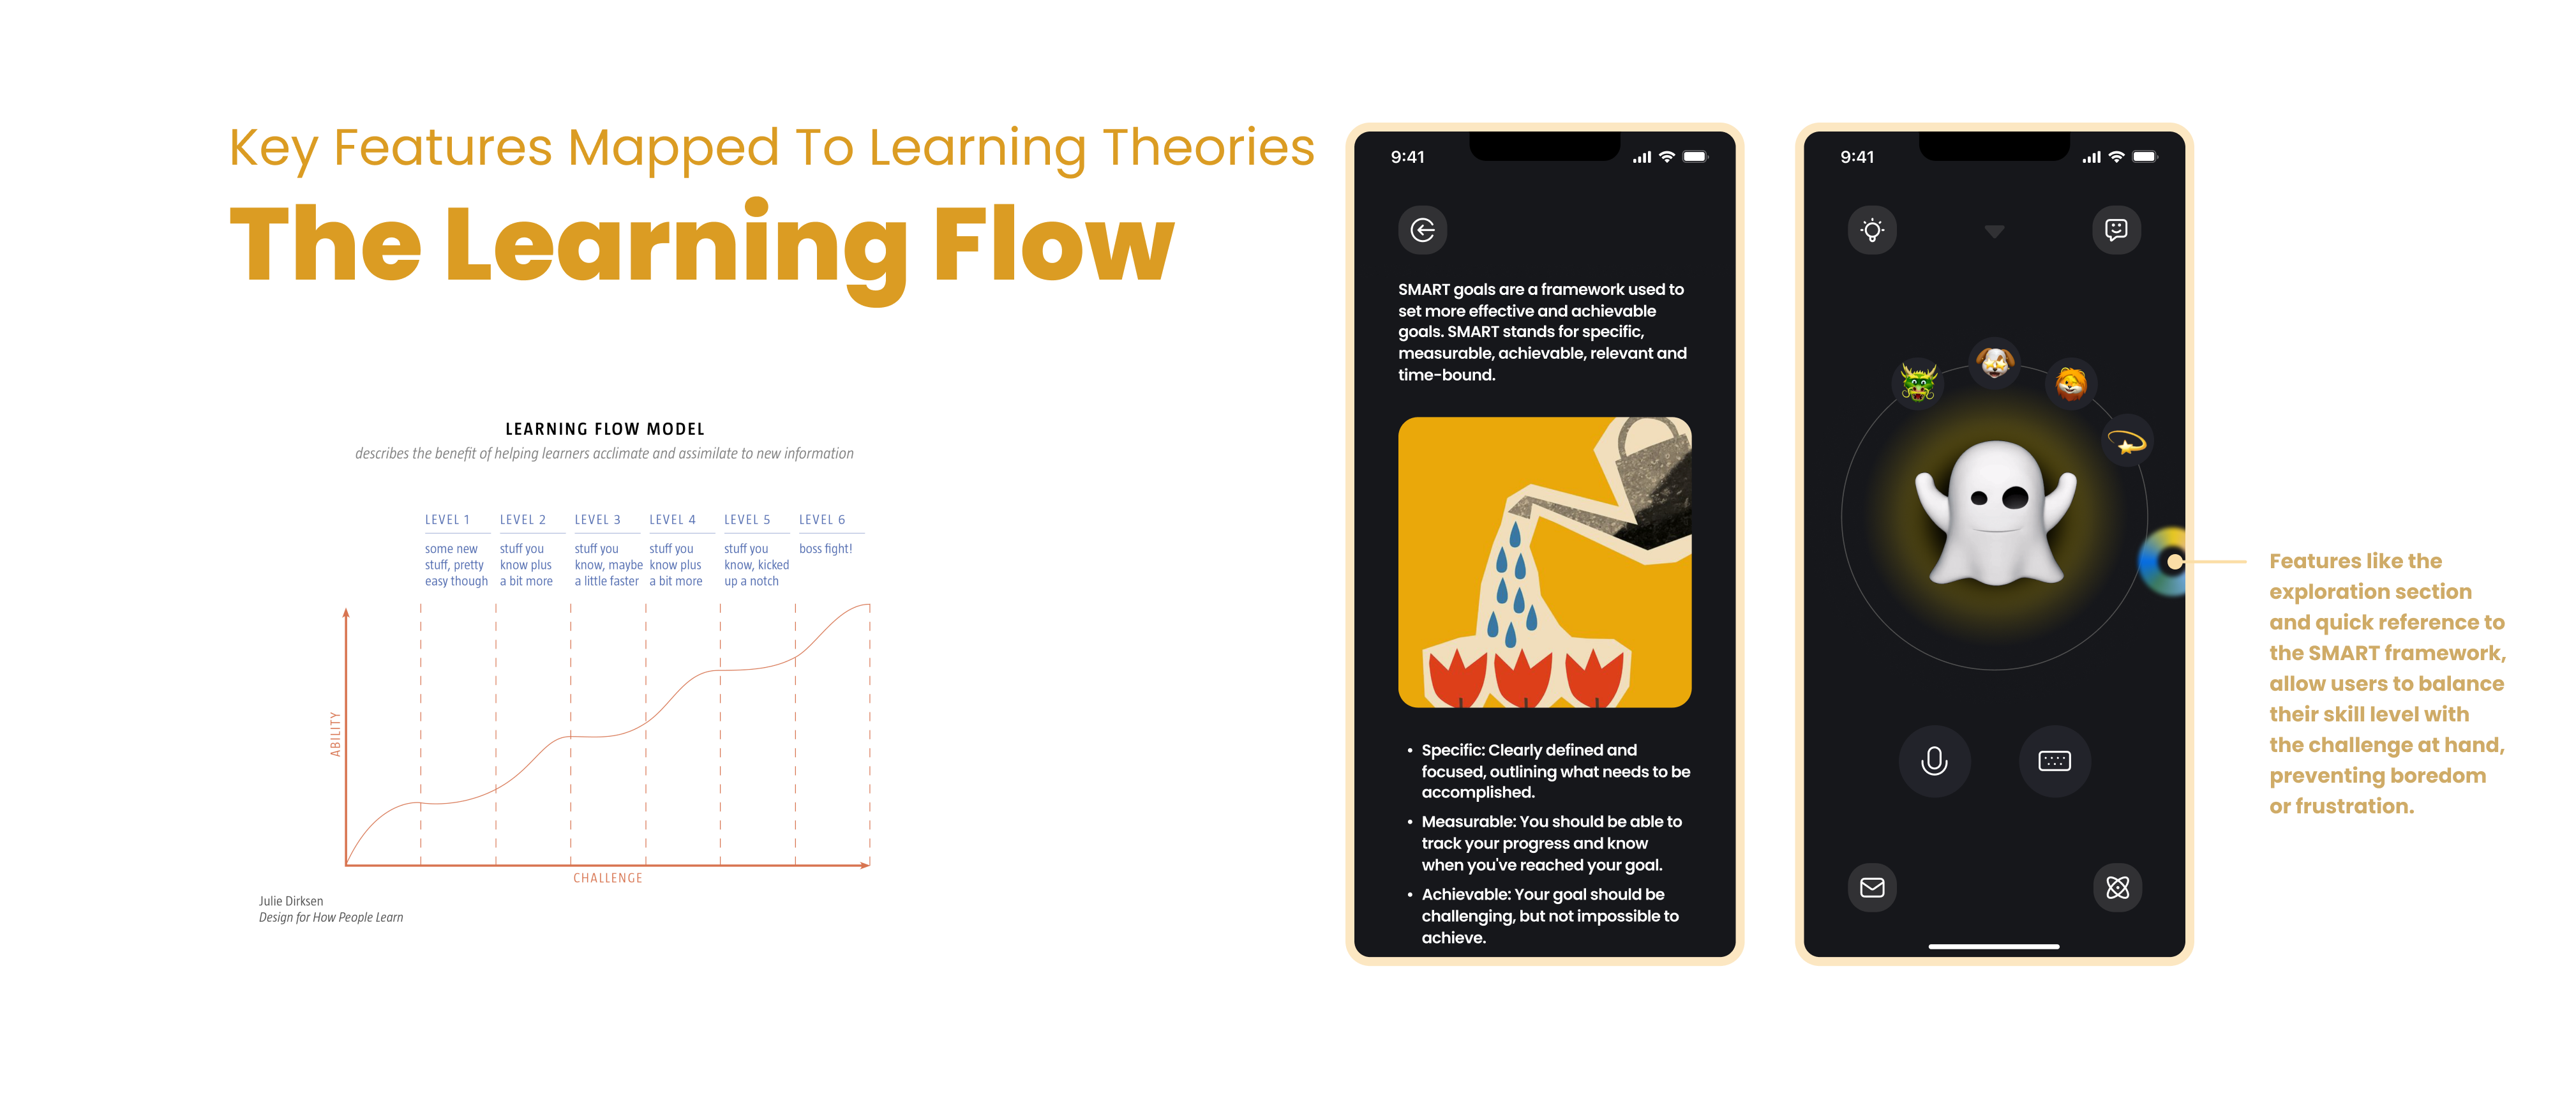 Key Features Mapped To Learning Theories
The Learning Flow
LEARNING FLOW MODEL
describes the benefit of helping learners acclimate and assimilate to new information
LEVEL 1
some new
stuff, pretty
easy though
LEVEL 2
stuff you
know plus
a bit more
LEVEL 3
stuff you
know, maybe
a little faster
LEVEL 4
stuff you
know plus
a bit more
LEVEL 5
stuff you
know, kicked
up a notch
LEVEL 6
boss fight!
ABILITY
CHALLENGE
Julie Dirksen
Design for How People Learn
9:41
SMART goals are a framework used to
set more effective and achievable
goals. SMART stands for specific,
measurable, achievable, relevant and
time-bound.
• Specific: Clearly defined and
focused, outlining what needs to be
accomplished.
• Measurable: You should be able to
track your progress and know
when you've reached your goal.
• Achievable: Your goal should be
challenging, but not impossible to
achieve.
9:41
Features like the
exploration section
and quick reference to
the SMART framework,
allow users to balance
their skill level with
the challenge at hand,
preventing boredom
or frustration.